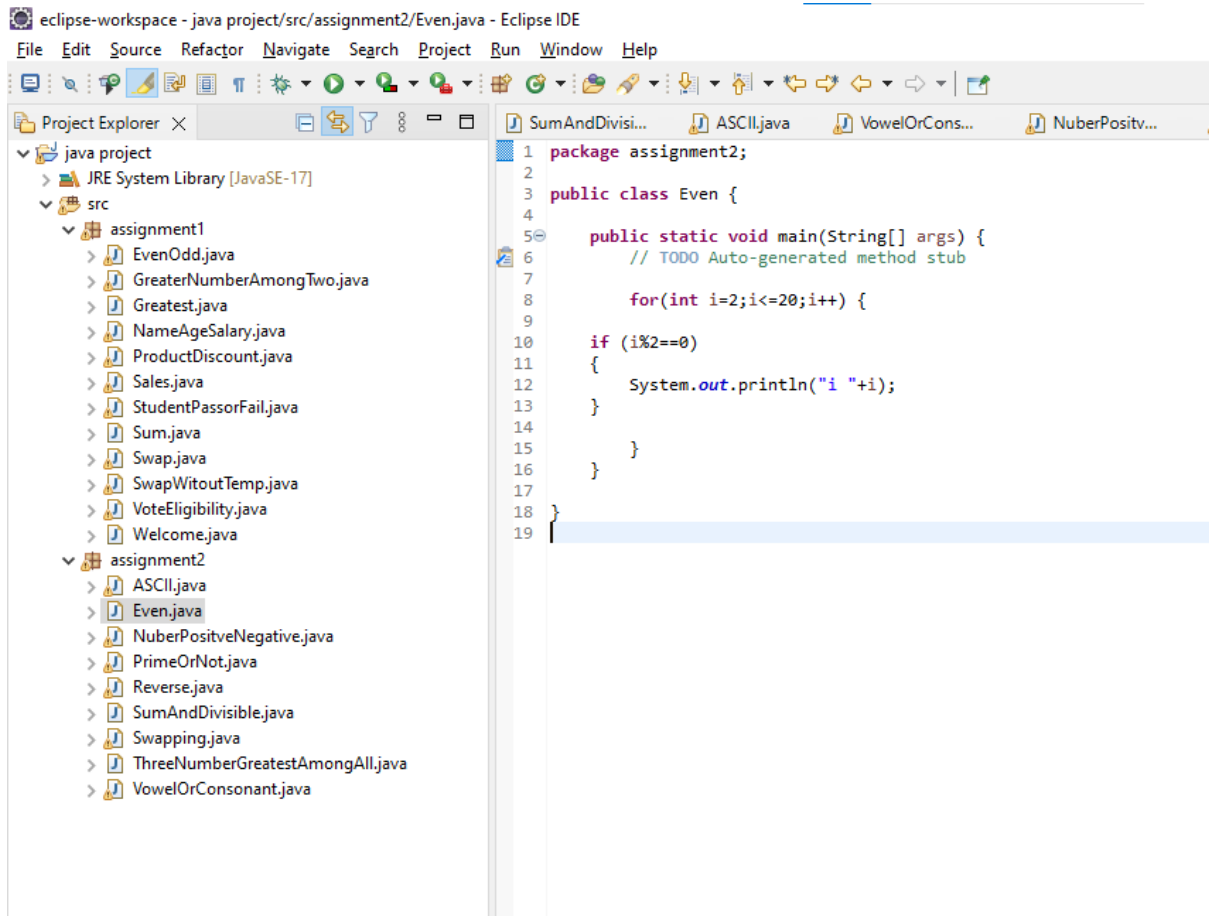 eclipse-workspace - java project/src/assignment2/Even.java - Eclipse IDE
File Edit Source Refactor Navigate Search Project Run Window Help
Project Explorer
java project
JRE System Library [JavaSE-17]
src
assignment1
EvenOdd.java
GreaterNumberAmongTwo.java
Greatest.java
NameAgeSalary.java
ProductDiscount.java
Sales.java
StudentPassorFail.java
Sum.java
Swap.java
SwapWitoutTemp.java
VoteEligibility.java
Welcome.java
assignment2
ASCII.java
Even.java
NuberPositveNegative.java
PrimeOrNot.java
Reverse.java
SumAndDivisible.java
Swapping.java
ThreeNumberGreatestAmongAll.java
VowelOrConsonant.java
SumAndDivisi... ASCII.java VowelOrCons... NuberPositv...
1 package assignment2;
2
3 public class Even {
4
5 public static void main(String[] args) {
6 // TODO Auto-generated method stub
7
8 for(int i=2;i<=20;i++) {
9
10 if (i%2==0)
11 {
12 System.out.println("i "+i);
13 }
14
15 }
16 }
17
18 }
19